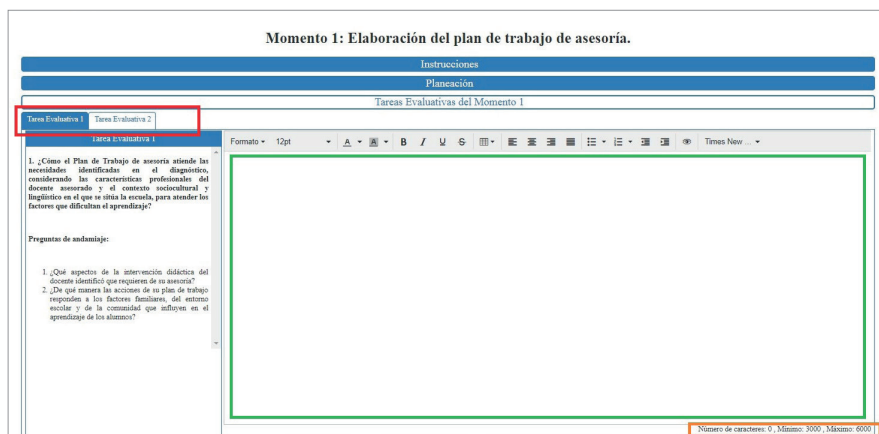 Momento 1: Elaboración del plan de trabajo de asesoría.
Instrucciones
Planeación
Tareas Evaluativas del Momento 1
Tarea Evaluativa 1 Tarea Evaluativa 2
Tarea Evaluativa 1
Formato 12pt A A B I U S Times New ...
1. ¿Cómo el Plan de Trabajo de asesoría atiende las
necesidades identificadas en el diagnóstico,
considerando las características profesionales del
docente asesorado y el contexto sociocultural y
lingüístico en el que se sitúa la escuela, para atender los
factores que dificultan el aprendizaje?
Preguntas de andamiaje:
1. ¿Qué aspectos de la intervención didáctica del
docente identificó que requieren de su asesoría?
2. ¿De qué manera las acciones de su plan de trabajo
responden a los factores familiares, del entorno
escolar y de la comunidad que influyen en el
aprendizaje de los alumnos?
Número de caracteres: 0 , Mínimo: 3000 , Máximo: 6000